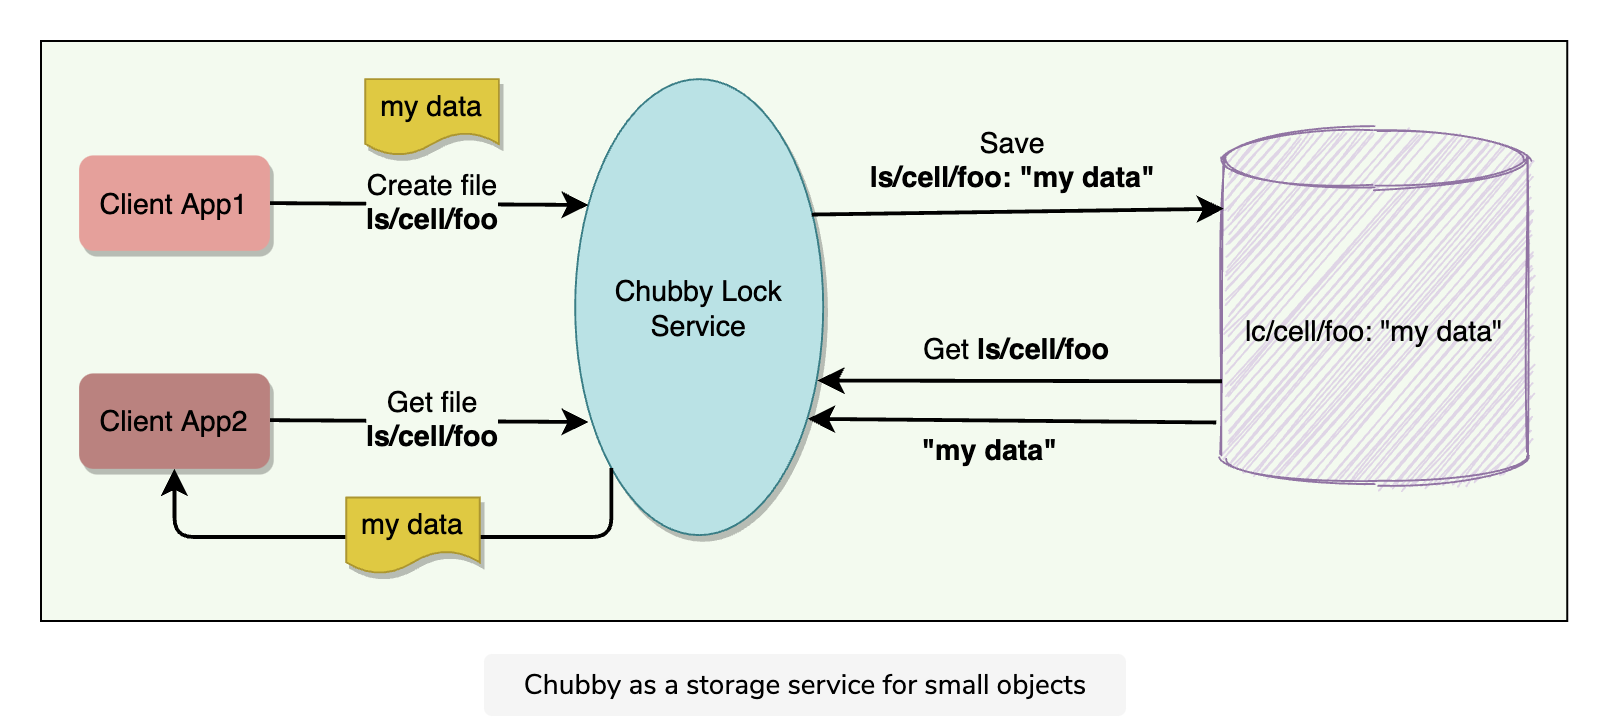 my data
Client App1
Create file
ls/cell/foo
Save
ls/cell/foo: "my data"
Chubby Lock
Service
lc/cell/foo: "my data"
Get ls/cell/foo
Client App2
Get file
ls/cell/foo
"my data"
my data
Chubby as a storage service for small objects